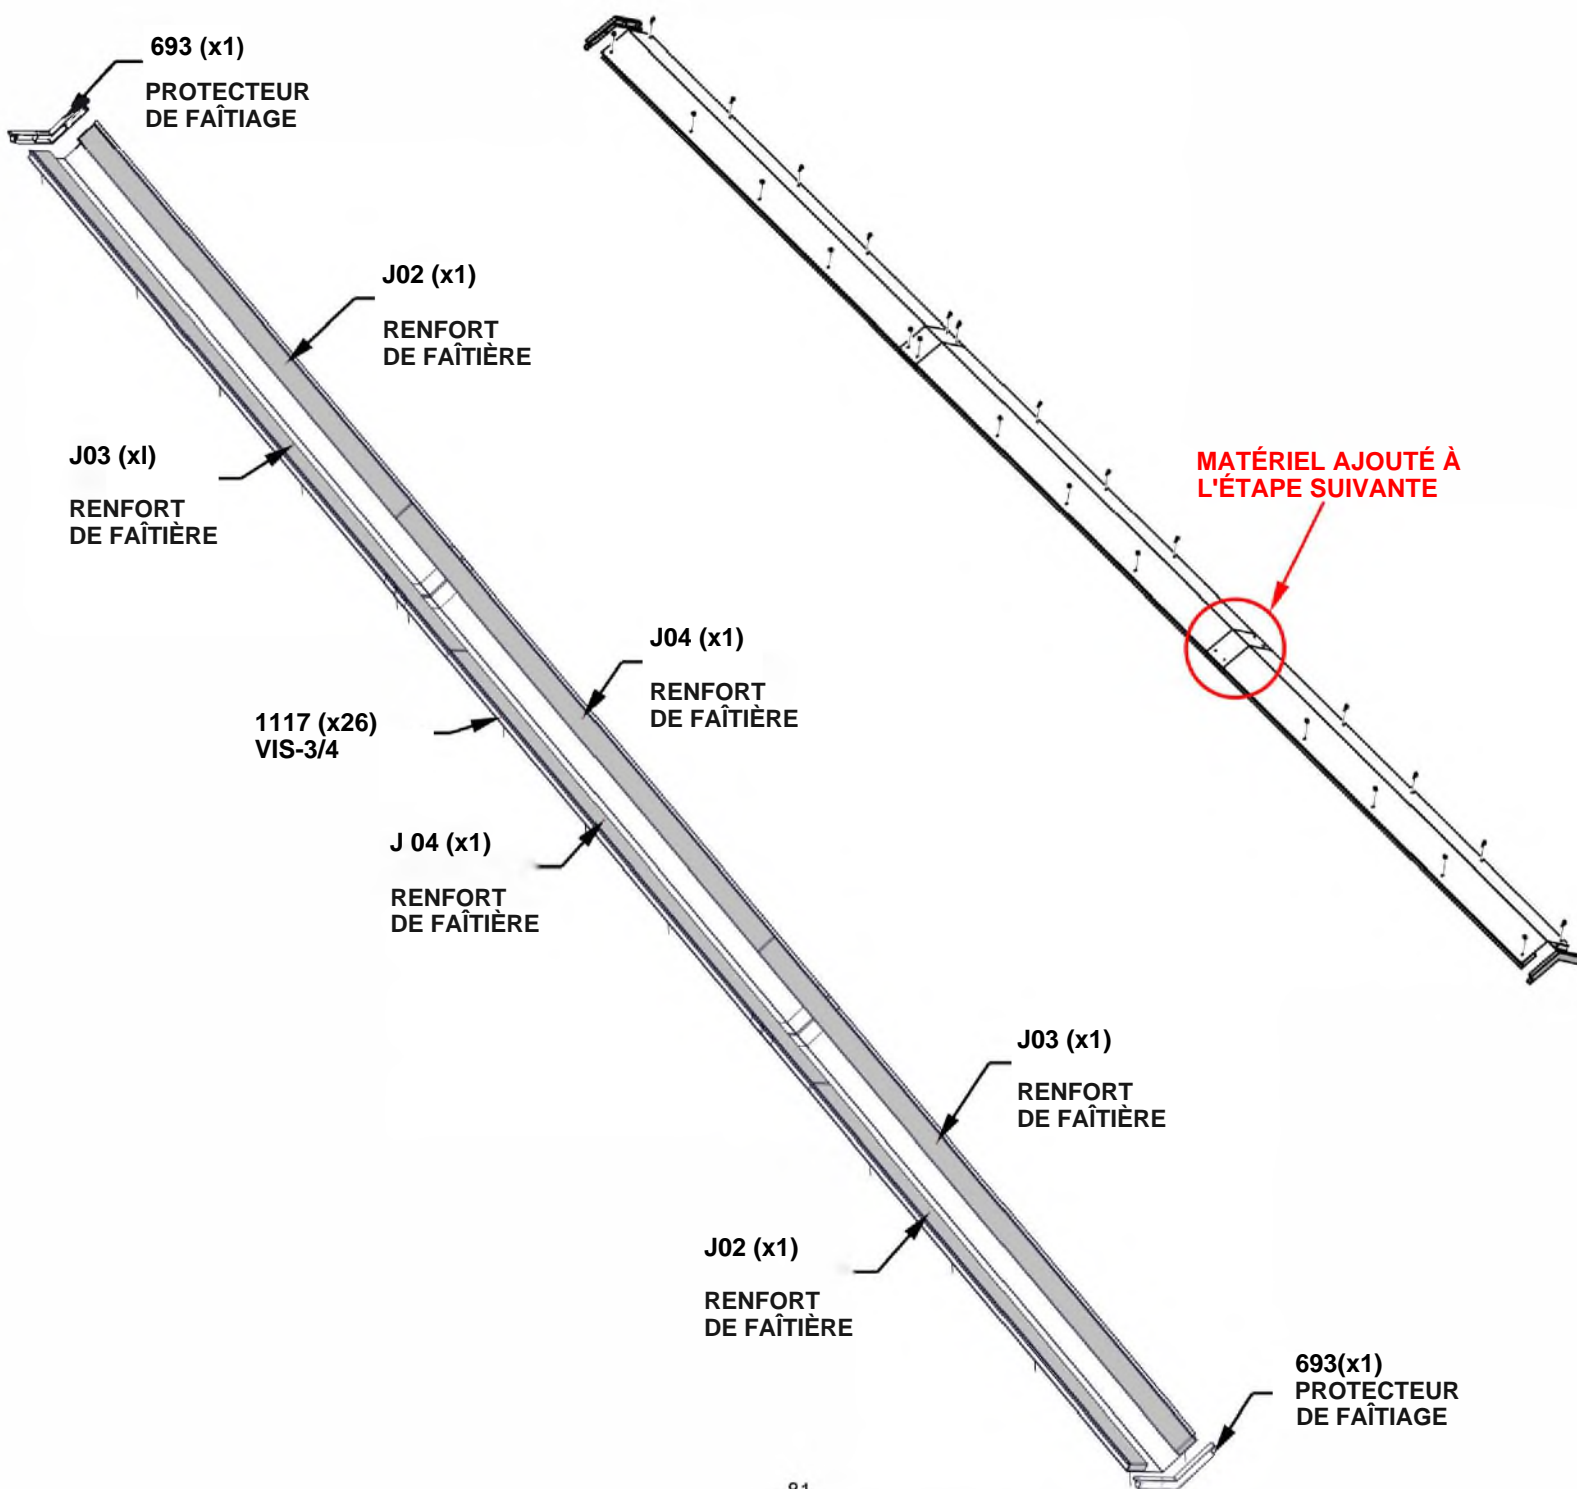 693 (x1)
PROTECTEUR
DE FAÎTIAGE
J02 (x1)
RENFORT
DE FAÎTIÈRE
J03 (xl)
RENFORT
DE FAÎTIÈRE
MATÉRIEL AJOUTÉ À
L'ÉTAPE SUIVANTE
J04 (x1)
RENFORT
DE FAÎTIÈRE
1117 (x26)
VIS-3/4
J 04 (x1)
RENFORT
DE FAÎTIÈRE
J03 (x1)
RENFORT
DE FAÎTIÈRE
J02 (x1)
RENFORT
DE FAÎTIÈRE
693(x1)
PROTECTEUR
DE FAÎTIAGE
81